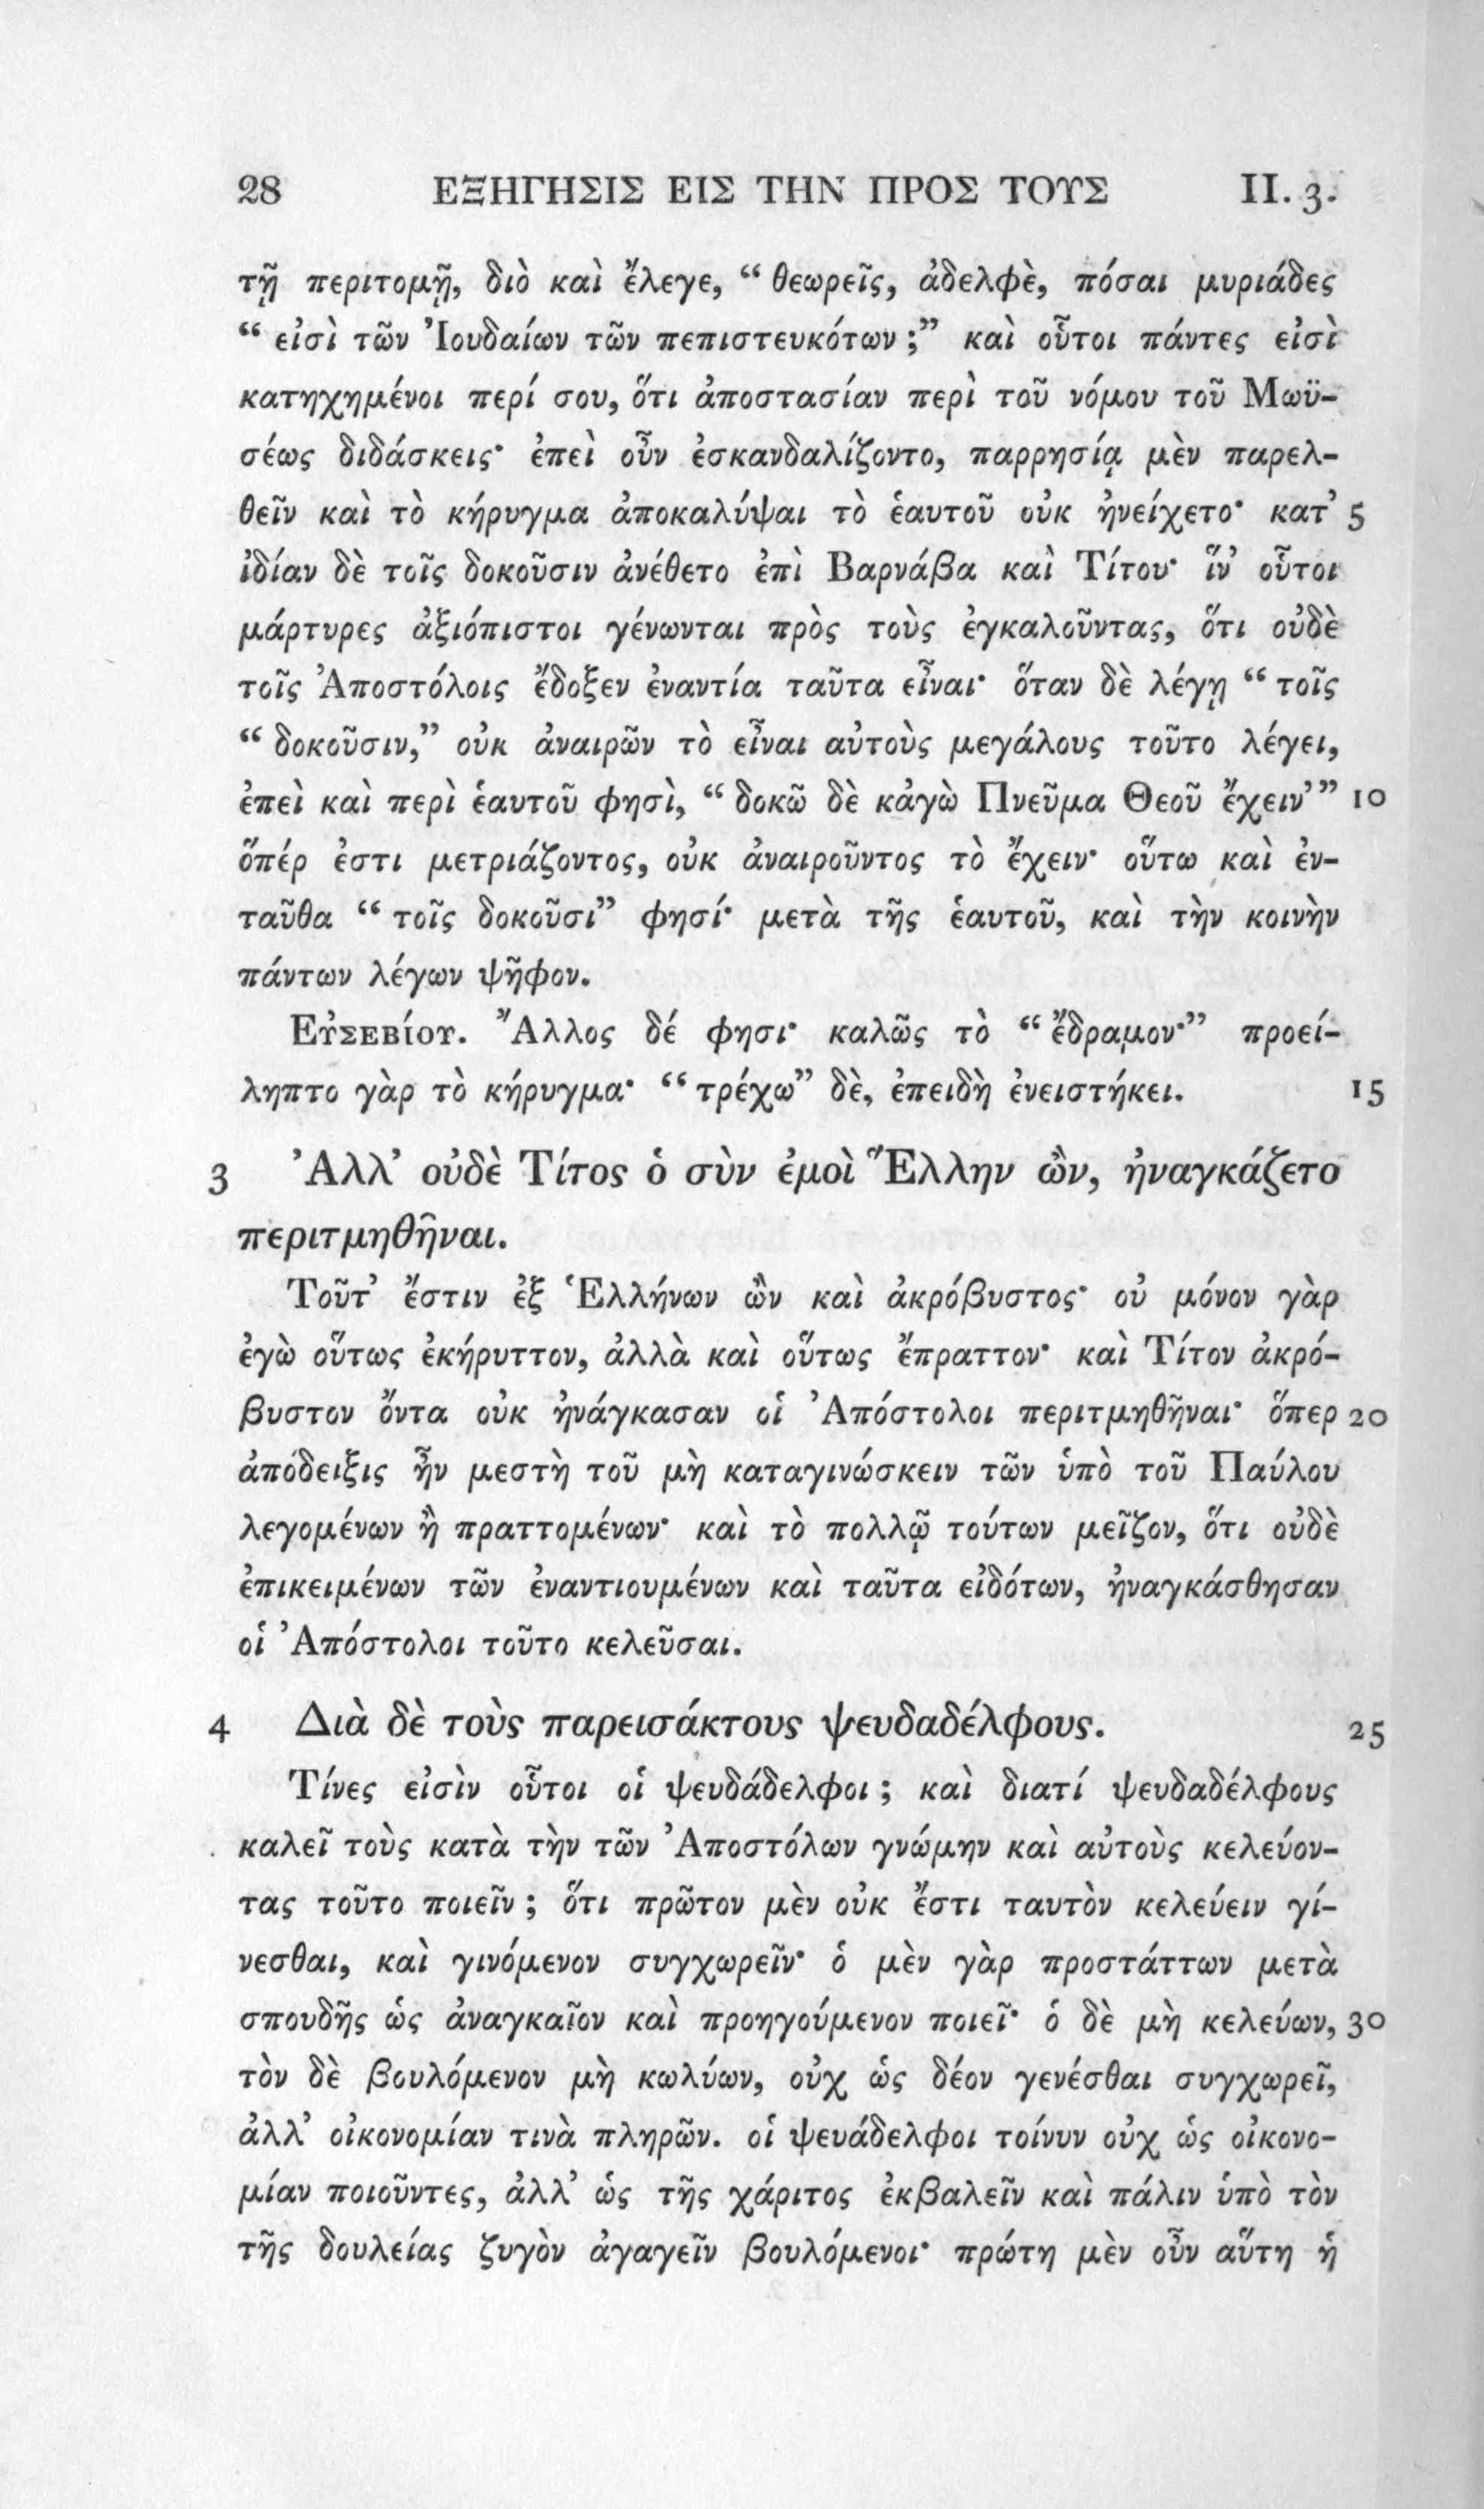 28 ΕΞΗΓΗΣΙΣ ΕΙΣ ΤΗΝ ΠΡΟΣ ΤΟΥΣ II. 3.
τῇ περιτομῇ, διὸ καὶ ἔλεγε, “ θεωρεῖς, ἀδελφὲ, πόσαι μυριάδες
“ εἰσὶ τῶν Ἰουδαίων τῶν πεπιστευκότων ;” καὶ οὗτοι πάντες εἰσὶ
κατηχημένοι περί σου, ὅτι ἀποστασίαν περὶ τοῦ νόμου τοῦ Μωϋ-
σέως διδάσκεις· ἐπεὶ οὖν ἐσκανδαλίζοντο, παρρησίᾳ μὲν παρελ-
θεῖν καὶ τὸ κήρυγμα ἀποκαλύψαι τὸ ἑαυτοῦ οὐκ ἠνείχετο· κατ’ 5
ἰδίαν δὲ τοῖς δοκοῦσιν ἀνέθετο ἐπὶ Βαρνάβα καὶ Τίτου· ἵν’ οὗτοι
μάρτυρες ἀξιόπιστοι γένωνται πρὸς τοὺς ἐγκαλοῦντας, ὅτι οὐδὲ
τοῖς Ἀποστόλοις ἔδοξεν ἐναντία ταῦτα εἶναι· ὅταν δὲ λέγῃ “ τοῖς
“ δοκοῦσιν,” οὐκ ἀναιρῶν τὸ εἶναι αὐτοὺς μεγάλους τοῦτο λέγει,
ἐπεὶ καὶ περὶ ἑαυτοῦ φησὶ, “ δοκῶ δὲ κἀγὼ Πνεῦμα Θεοῦ ἔχειν’” 10
ὅπέρ ἐστι μετριάζοντος, οὐκ ἀναιροῦντος τὸ ἔχειν· οὕτω καὶ ἐν-
ταῦθα “ τοῖς δοκοῦσι” φησί· μετὰ τῆς ἑαυτοῦ, καὶ τὴν κοινὴν
πάντων λέγων ψῆφον.
Εὐσεβίου. Ἄλλος δέ φησι· καλῶς τὸ “ ἔδραμον·” προεί-
ληπτο γὰρ τὸ κήρυγμα· “ τρέχω” δὲ, ἐπειδὴ ἐνειστήκει. 15
3 Ἀλλ’ οὐδὲ Τίτος ὁ σὺν ἐμοὶ Ἕλλην ὢν, ἠναγκάζετο
περιτμηθῆναι.
Τοῦτ’ ἔστιν ἐξ Ἑλλήνων ὢν καὶ ἀκρόβυστος· οὐ μόνον γὰρ
ἐγὼ οὕτως ἐκήρυττον, ἀλλὰ καὶ οὕτως ἔπραττον· καὶ Τίτον ἀκρό-
βυστον ὄντα οὐκ ἠνάγκασαν οἱ Ἀπόστολοι περιτμηθῆναι· ὅπερ 20
ἀπόδειξις ἦν μεστὴ τοῦ μὴ καταγινώσκειν τῶν ὑπὸ τοῦ Παύλου
λεγομένων ἢ πραττομένων· καὶ τὸ πολλῷ τούτων μεῖζον, ὅτι οὐδὲ
ἐπικειμένων τῶν ἐναντιουμένων καὶ ταῦτα εἰδότων, ἠναγκάσθησαν
οἱ Ἀπόστολοι τοῦτο κελεῦσαι.
4 Διὰ δὲ τοὺς παρεισάκτους ψευδαδέλφους. 25
Τίνες εἰσὶν οὗτοι οἱ ψευδάδελφοι ; καὶ διατί ψευδαδέλφους
καλεῖ τοὺς κατὰ τὴν τῶν Ἀποστόλων γνώμην καὶ αὐτοὺς κελεύον-
τας τοῦτο ποιεῖν ; ὅτι πρῶτον μὲν οὐκ ἔστι ταυτὸν κελεύειν γί-
νεσθαι, καὶ γινόμενον συγχωρεῖν· ὁ μὲν γὰρ προστάττων μετὰ
σπουδῆς ὡς ἀναγκαῖον καὶ προηγούμενον ποιεῖ· ὁ δὲ μὴ κελεύων, 30
τὸν δὲ βουλόμενον μὴ κωλύων, οὐχ ὡς δέον γενέσθαι συγχωρεῖ,
ἀλλ’ οἰκονομίαν τινὰ πληρῶν. οἱ ψευάδελφοι τοίνυν οὐχ ὡς οἰκονο-
μίαν ποιοῦντες, ἀλλ’ ὡς τῆς χάριτος ἐκβαλεῖν καὶ πάλιν ὑπὸ τὸν
τῆς δουλείας ζυγὸν ἀγαγεῖν βουλόμενοι· πρώτη μὲν οὖν αὕτη ἡ